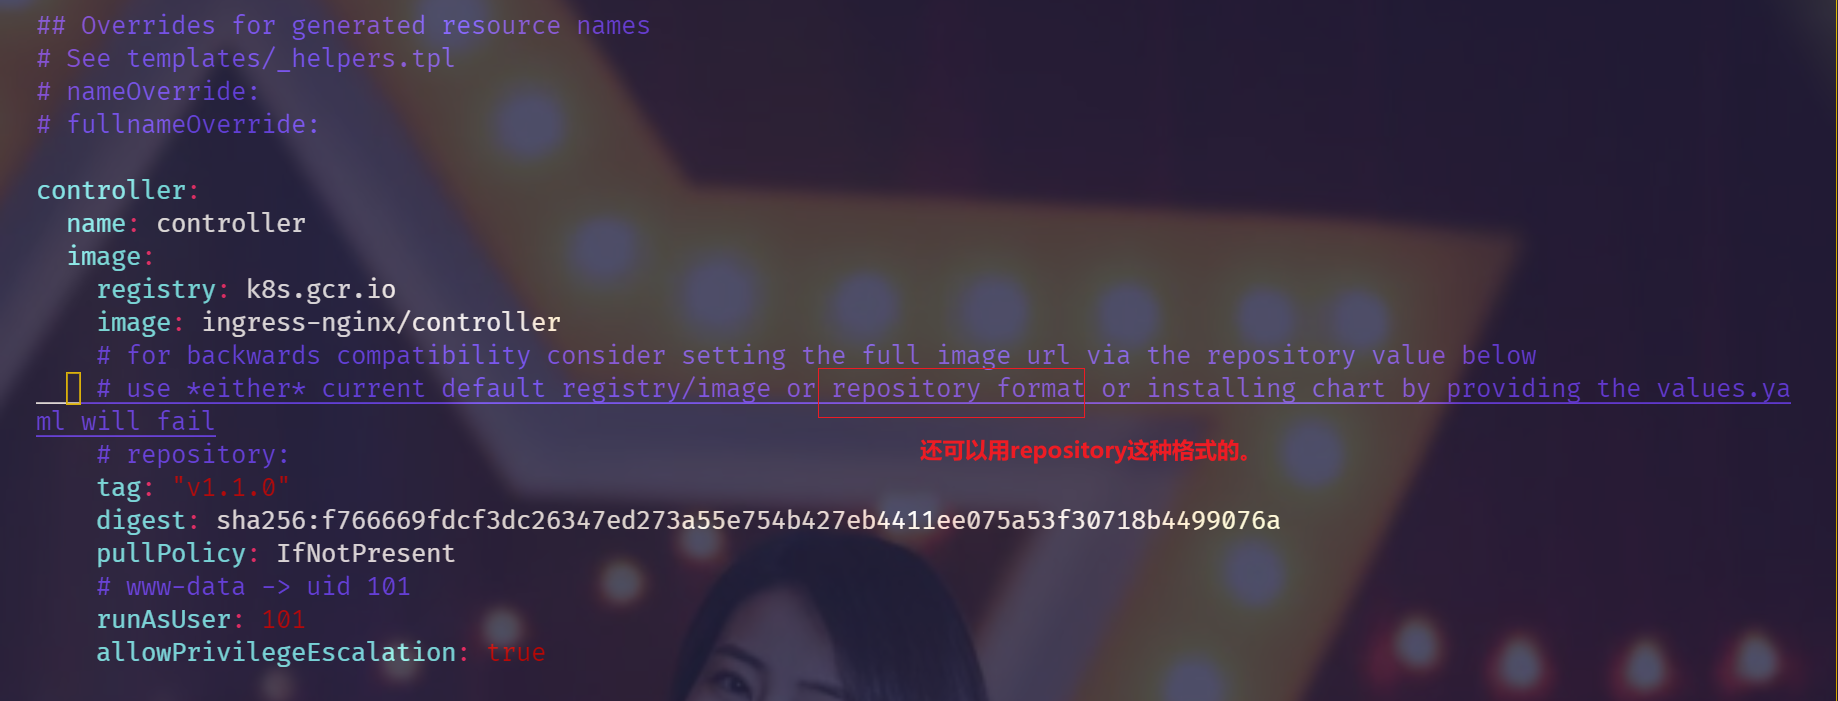 ## Overrides for generated resource names
# See templates/_helpers.tpl
# nameOverride:
# fullnameOverride:
controller:
name: controller
image:
registry: k8s.gcr.io
image: ingress-nginx/controller
# for backwards compatibility consider setting the full image url via the repository value below
# use *either* current default registry/image or repository format or installing chart by providing the values.ya
ml will fail
还可以用repository这种格式的。
# repository:
tag: "v1.1.0"
digest: sha256:f766669fdcf3dc26347ed273a55e754b427eb4411ee075a53f30718b4499076a
pullPolicy: IfNotPresent
# www-data -> uid 101
runAsUser: 101
allowPrivilegeEscalation: true